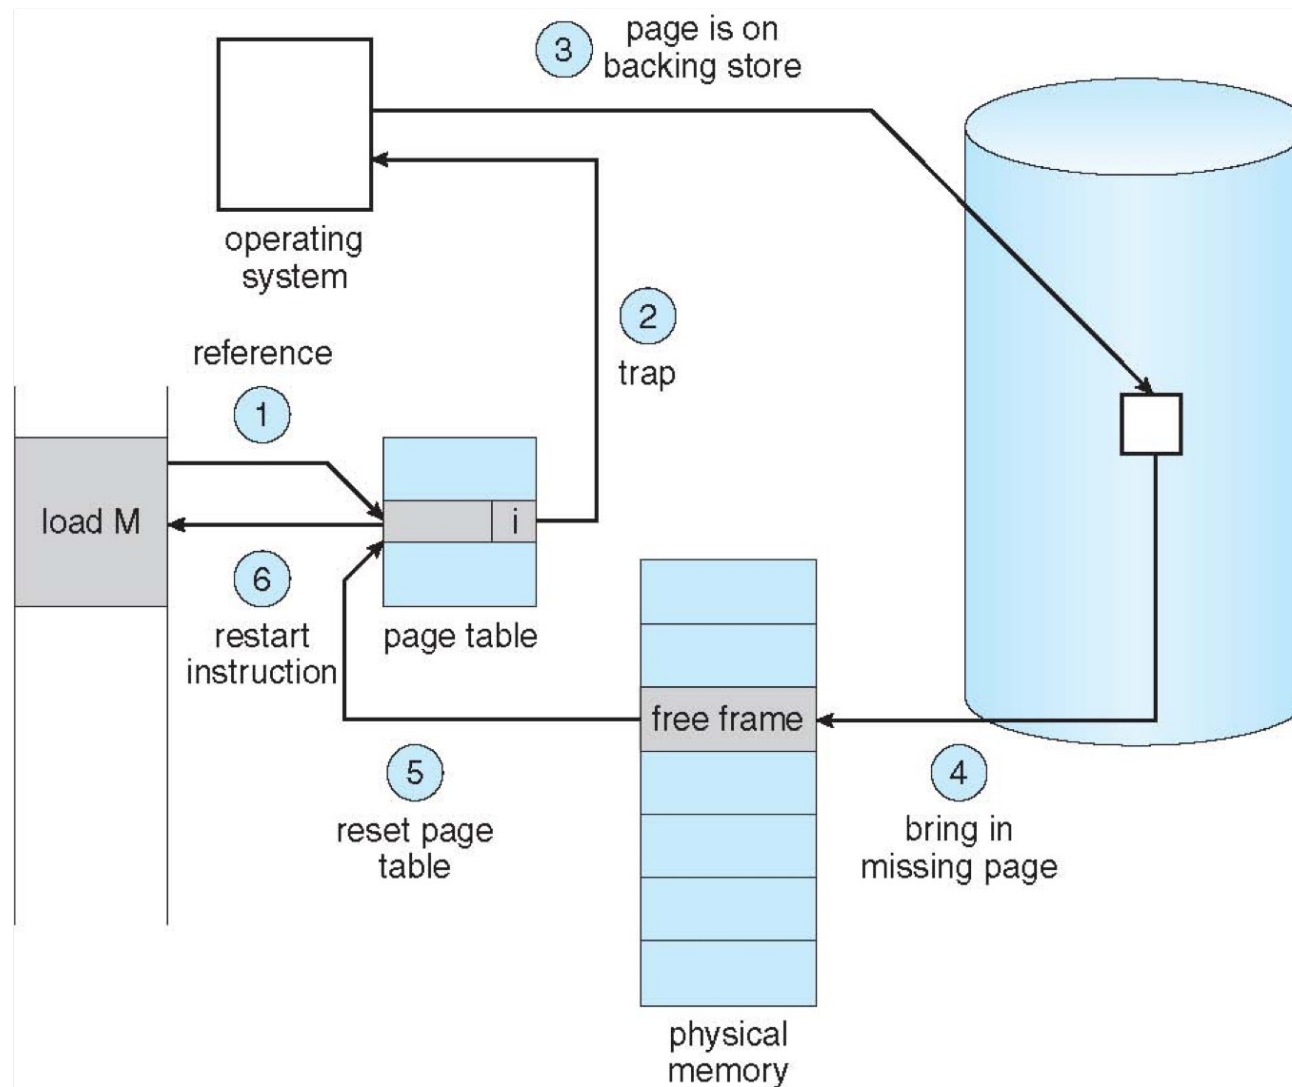 3
page is on
backing store
operating
system
2
trap
reference
1
load M
i
6
restart
instruction
page table
free frame
5
reset page
table
4
bring in
missing page
physical
memory